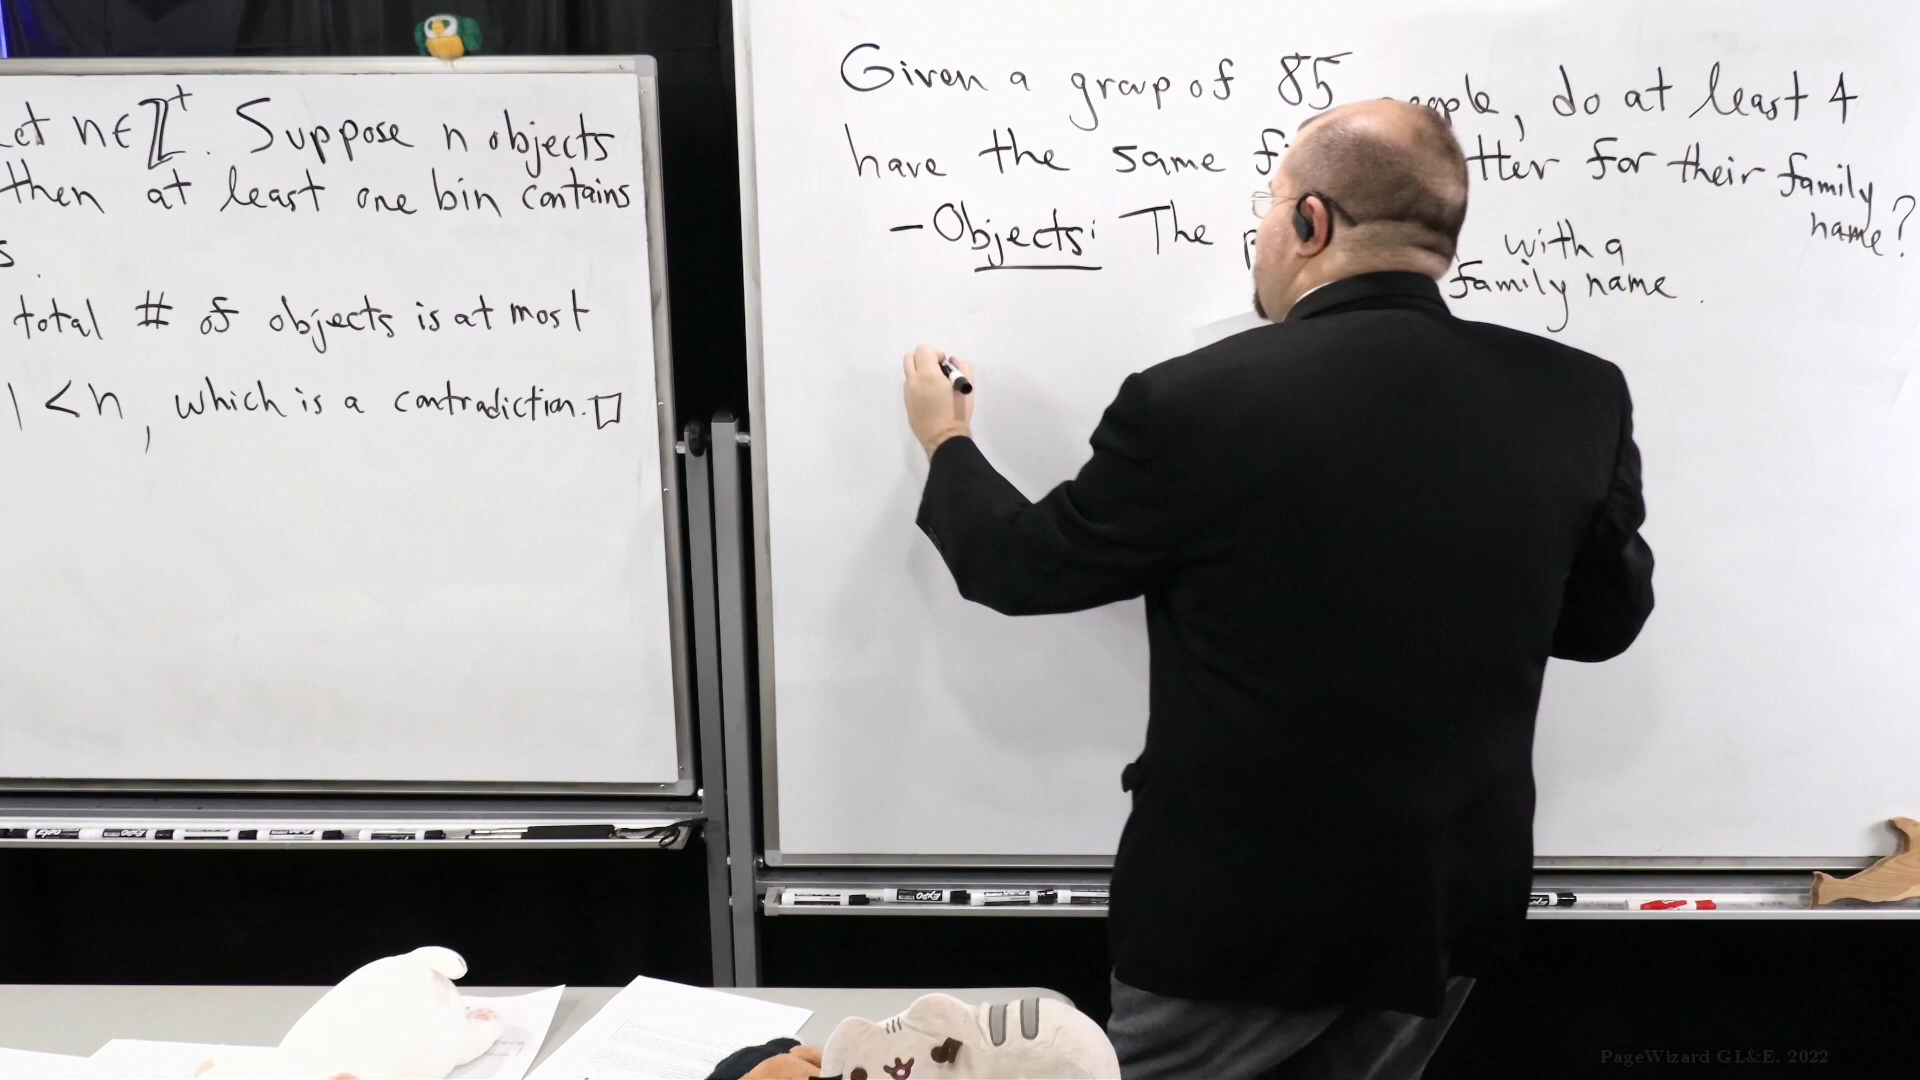 et n∈ℤ⁺. Suppose n objects
then at least one bin contains
s.
total # of objects is at most
1 < n, which is a contradiction. □
Given a group of 85 people, do at least 4
have the same for their family
name?
- Objects: The with a
family name.
EXPO
PageWizard GL&E, 2022